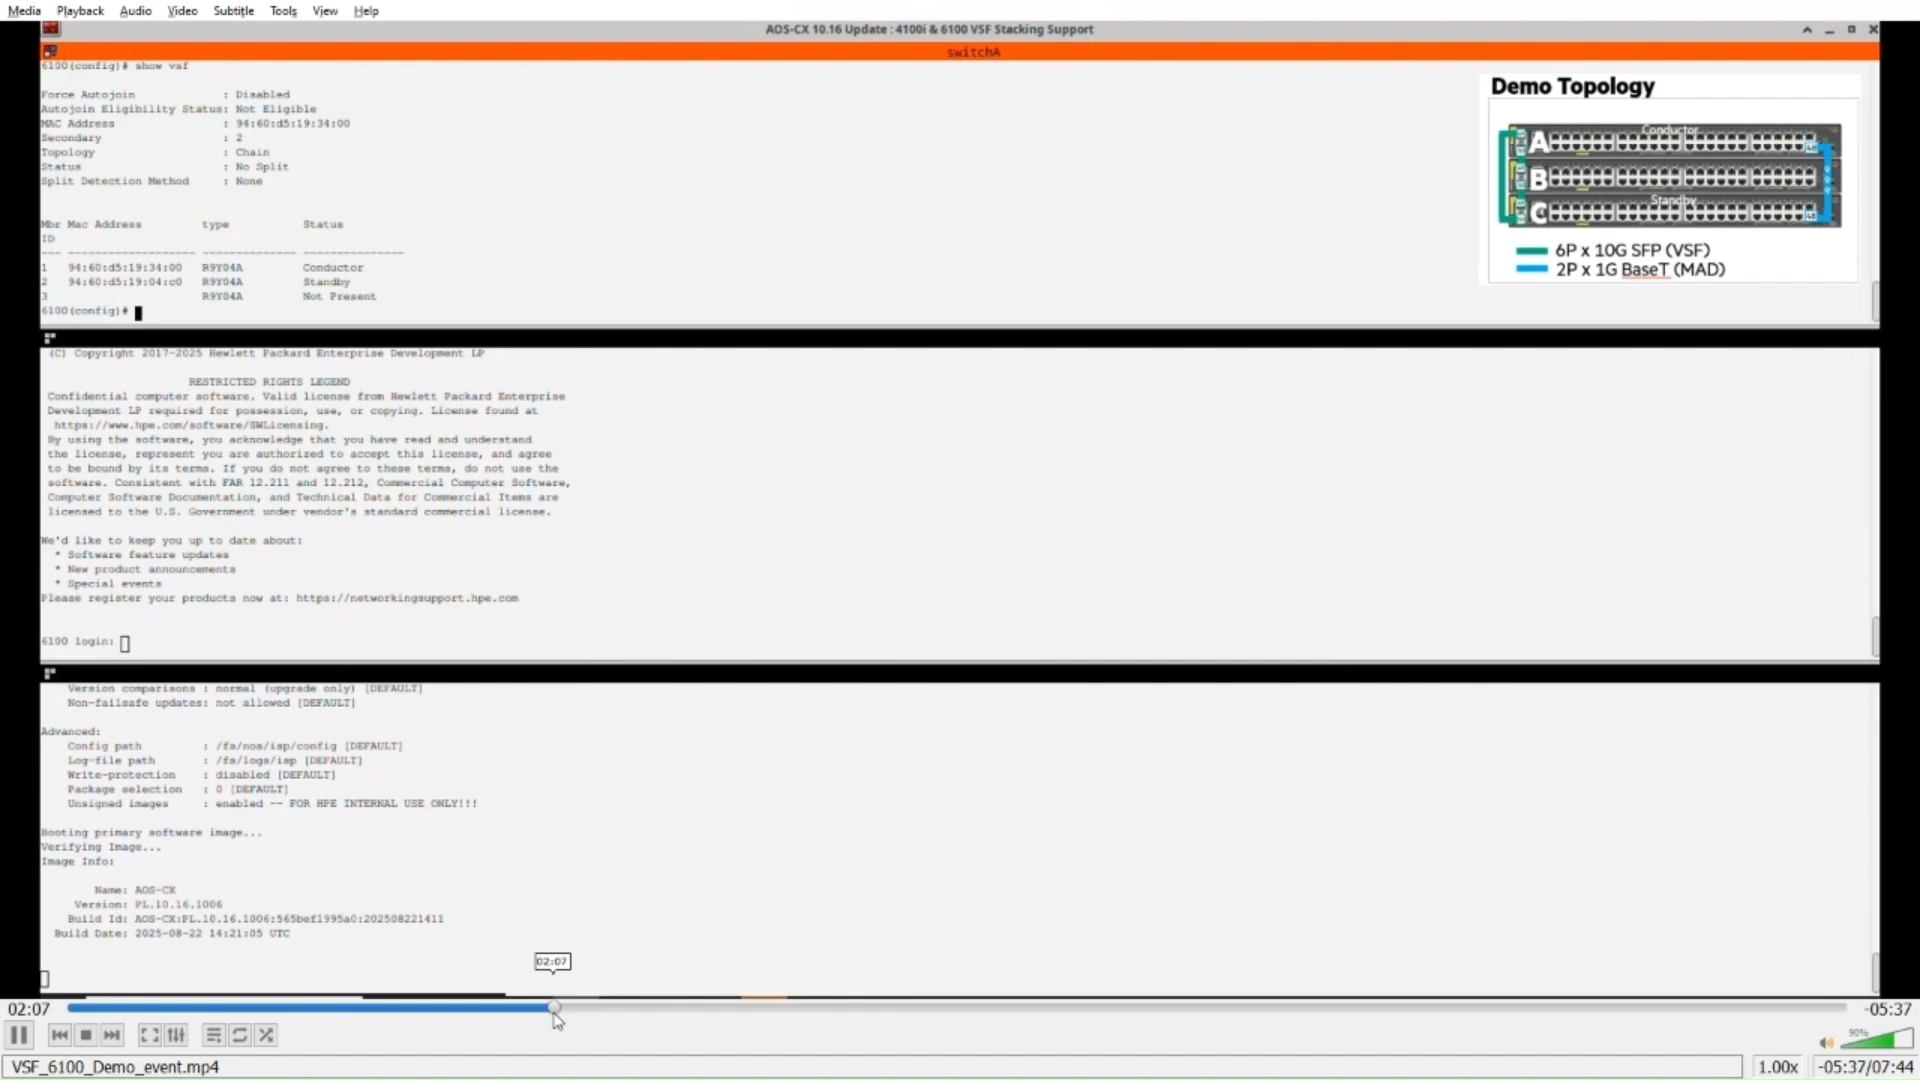 Media Playback Audio Video Subtitle Tools View Help
AOS-CX 10.16 Update : 4100i & 6100 VSF Stacking Support
switchA
6100(config)# show vsf
Force Autojoin : Disabled
Autojoin Eligibility Status: Not Eligible
MAC Address : 94:60:d5:19:34:00
Secondary : 2
Topology : Chain
Status : No Split
Split Detection Method : None
Mbr Mac Address type Status
ID
--- ------------------- -------------- ---------------
1 94:60:d5:19:34:00 R9Y04A Conductor
2 94:60:d5:19:04:c0 R9Y04A Standby
3 R9Y04A Not Present
6100(config)#
Demo Topology
Conductor
A
48
B
Standby
C
48
6P x 10G SFP (VSF)
2P x 1G BaseT (MAD)
(C) Copyright 2017-2025 Hewlett Packard Enterprise Development LP
RESTRICTED RIGHTS LEGEND
Confidential computer software. Valid license from Hewlett Packard Enterprise
Development LP required for possession, use, or copying. License found at
https://www.hpe.com/software/SWLicensing.
By using the software, you acknowledge that you have read and understand
the license, represent you are authorized to accept this license, and agree
to be bound by its terms. If you do not agree to these terms, do not use the
software. Consistent with FAR 12.211 and 12.212, Commercial Computer Software,
Computer Software Documentation, and Technical Data for Commercial Items are
licensed to the U.S. Government under vendor's standard commercial license.
We'd like to keep you up to date about:
* Software feature updates
* New product announcements
* Special events
Please register your products now at: https://networkingsupport.hpe.com
6100 login:
Version comparisons : normal (upgrade only) [DEFAULT]
Non-failsafe updates: not allowed [DEFAULT]
Advanced:
Config path : /fs/nos/isp/config [DEFAULT]
Log-file path : /fs/logs/isp [DEFAULT]
Write-protection : disabled [DEFAULT]
Package selection : 0 [DEFAULT]
Unsigned images : enabled -- FOR HPE INTERNAL USE ONLY!!!
Booting primary software image...
Verifying Image...
Image Info:
Name: AOS-CX
Version: PL.10.16.1006
Build Id: AOS-CX:PL.10.16.1006:565bef1995a0:202508221411
Build Date: 2025-08-22 14:21:05 UTC
02:07
02:07 -05:37
90%
VSF_6100_Demo_event.mp4 1.00x -05:37/07:44